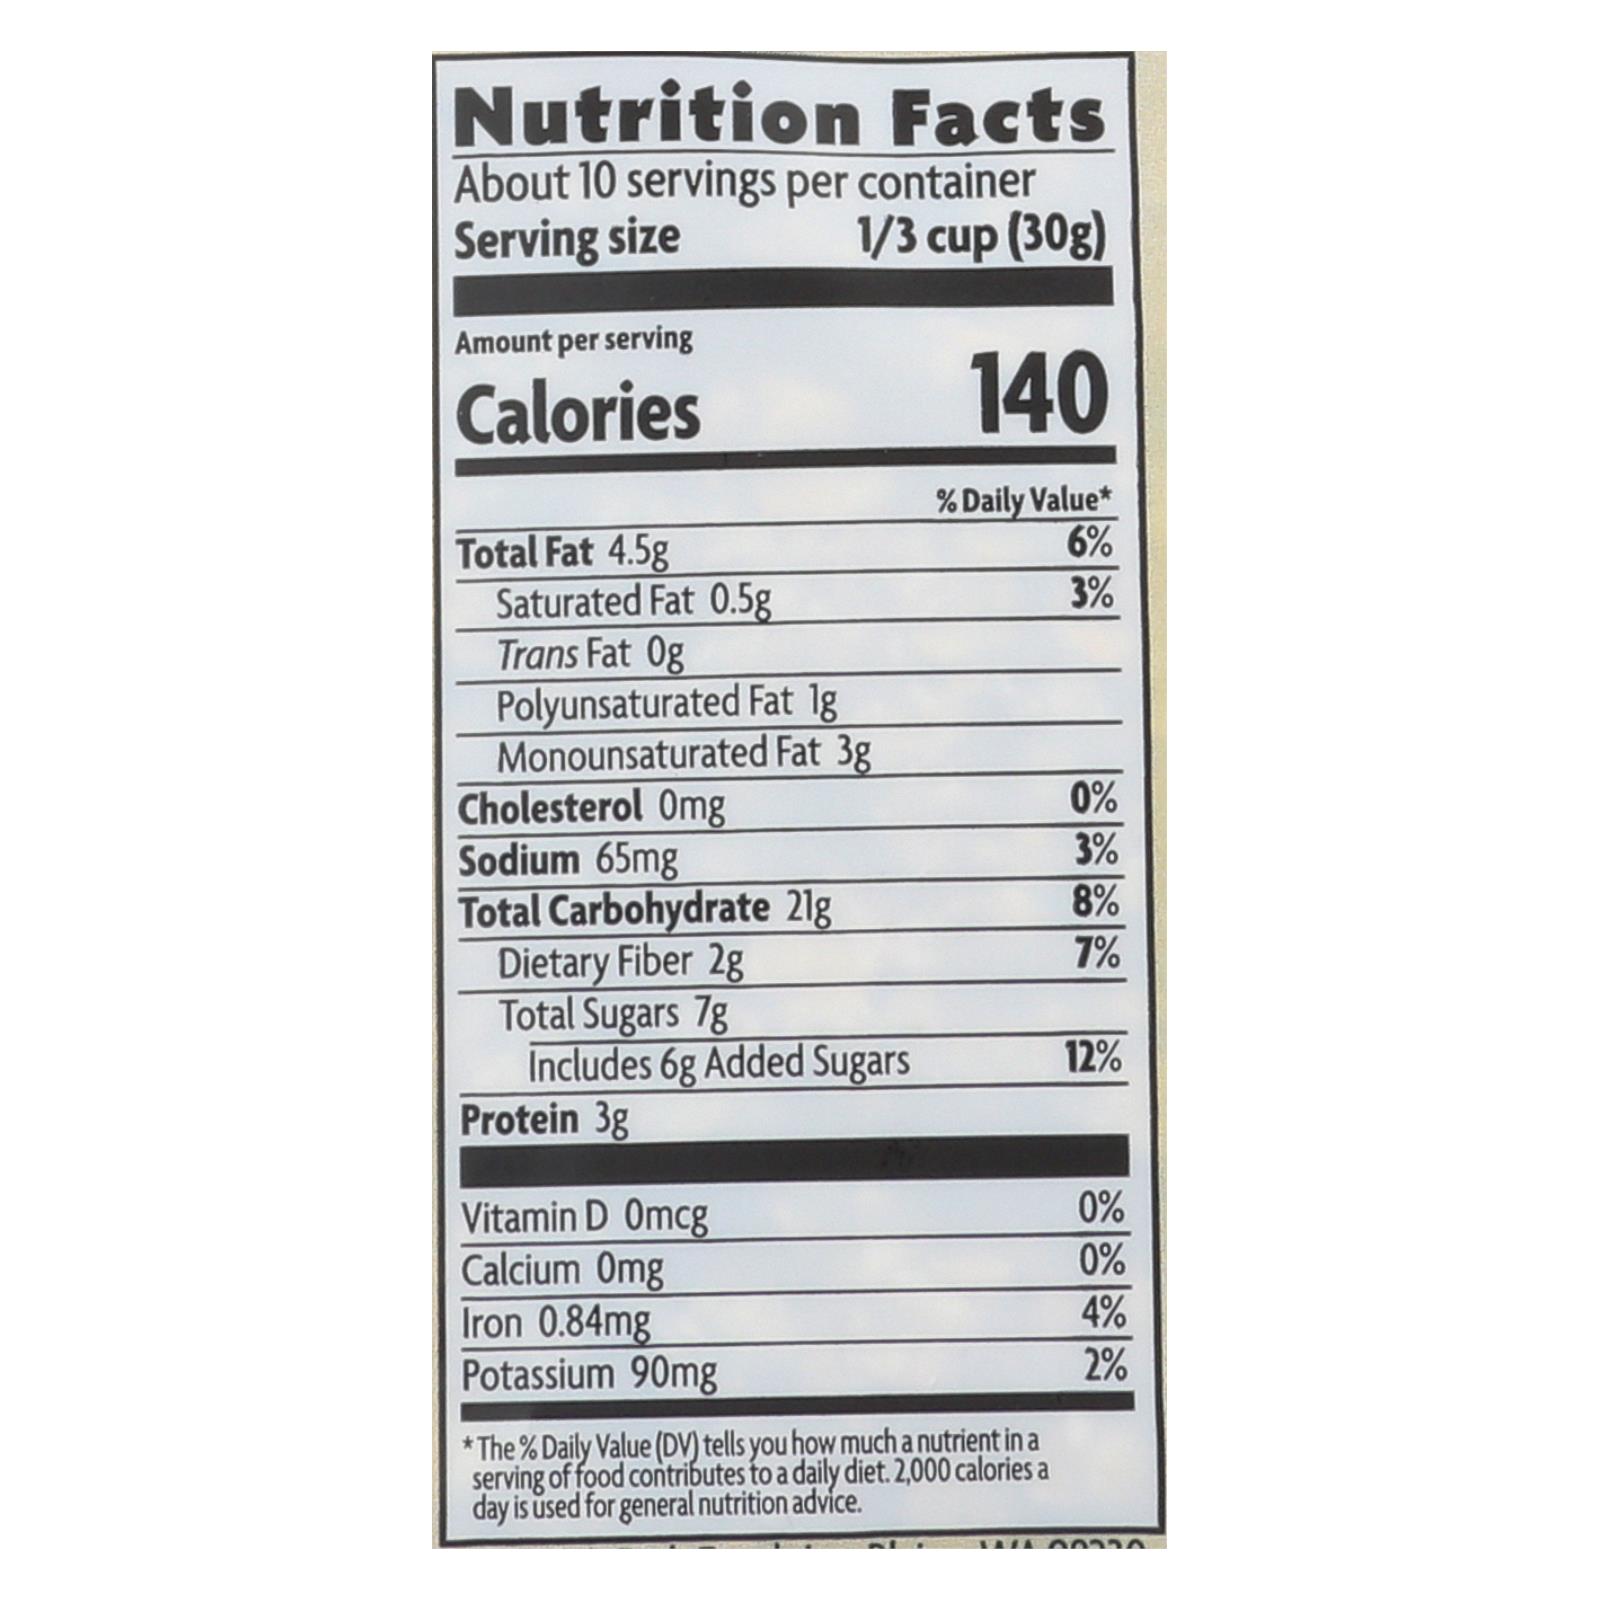 Nutrition Facts
About 10 servings per container
Serving size 1/3 cup (30g)
Amount per serving
Calories 140
% Daily Value*
Total Fat 4.5g 6%
Saturated Fat 0.5g 3%
Trans Fat 0g
Polyunsaturated Fat 1g
Monounsaturated Fat 3g
Cholesterol 0mg 0%
Sodium 65mg 3%
Total Carbohydrate 21g 8%
Dietary Fiber 2g 7%
Total Sugars 7g
Includes 6g Added Sugars 12%
Protein 3g
Vitamin D 0mcg 0%
Calcium 0mg 0%
Iron 0.84mg 4%
Potassium 90mg 2%
* The % Daily Value (DV) tells you how much a nutrient in a
serving of food contributes to a daily diet. 2,000 calories a
day is used for general nutrition advice.